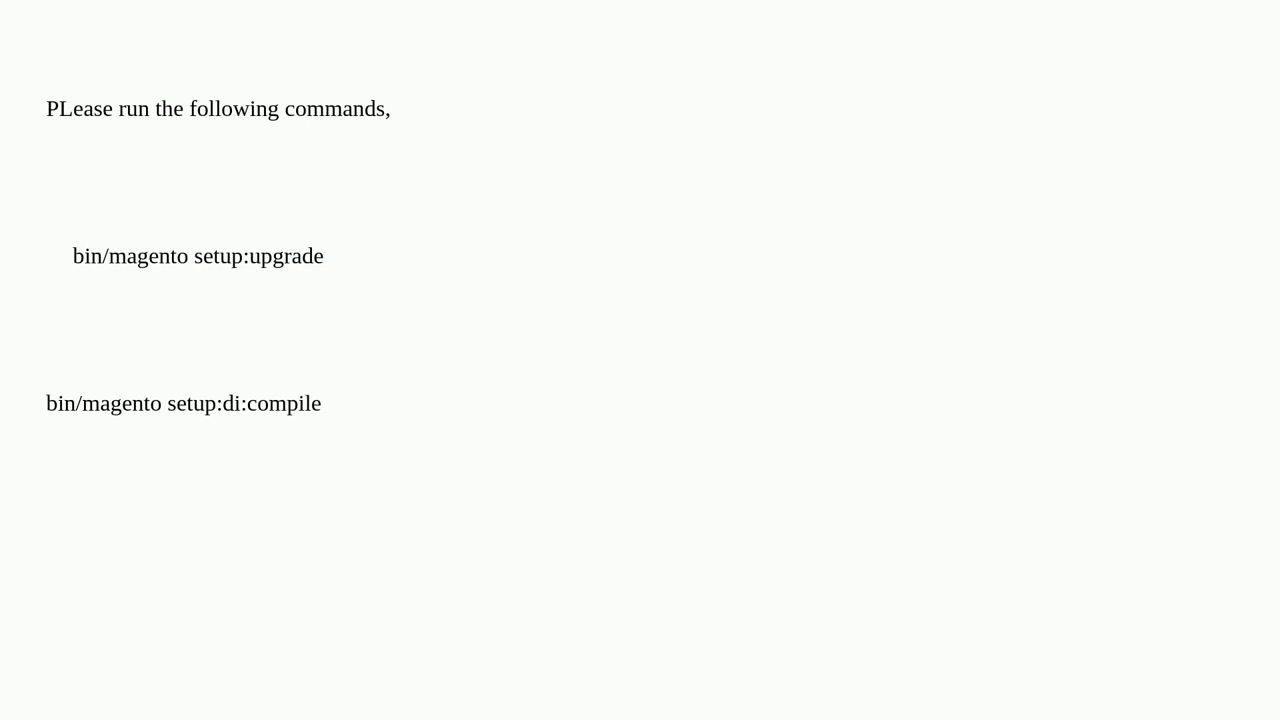 PLease run the following commands,
bin/magento setup:upgrade
bin/magento setup:di:compile